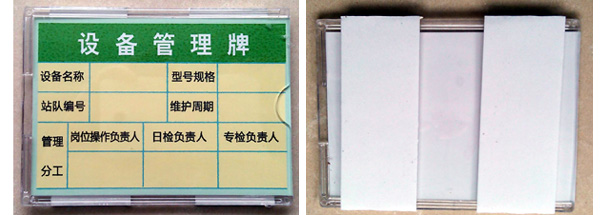 设备管理牌
设备名称 型号规格
站队编号 维护周期
管理 岗位操作负责人 日检负责人 专检负责人
分工